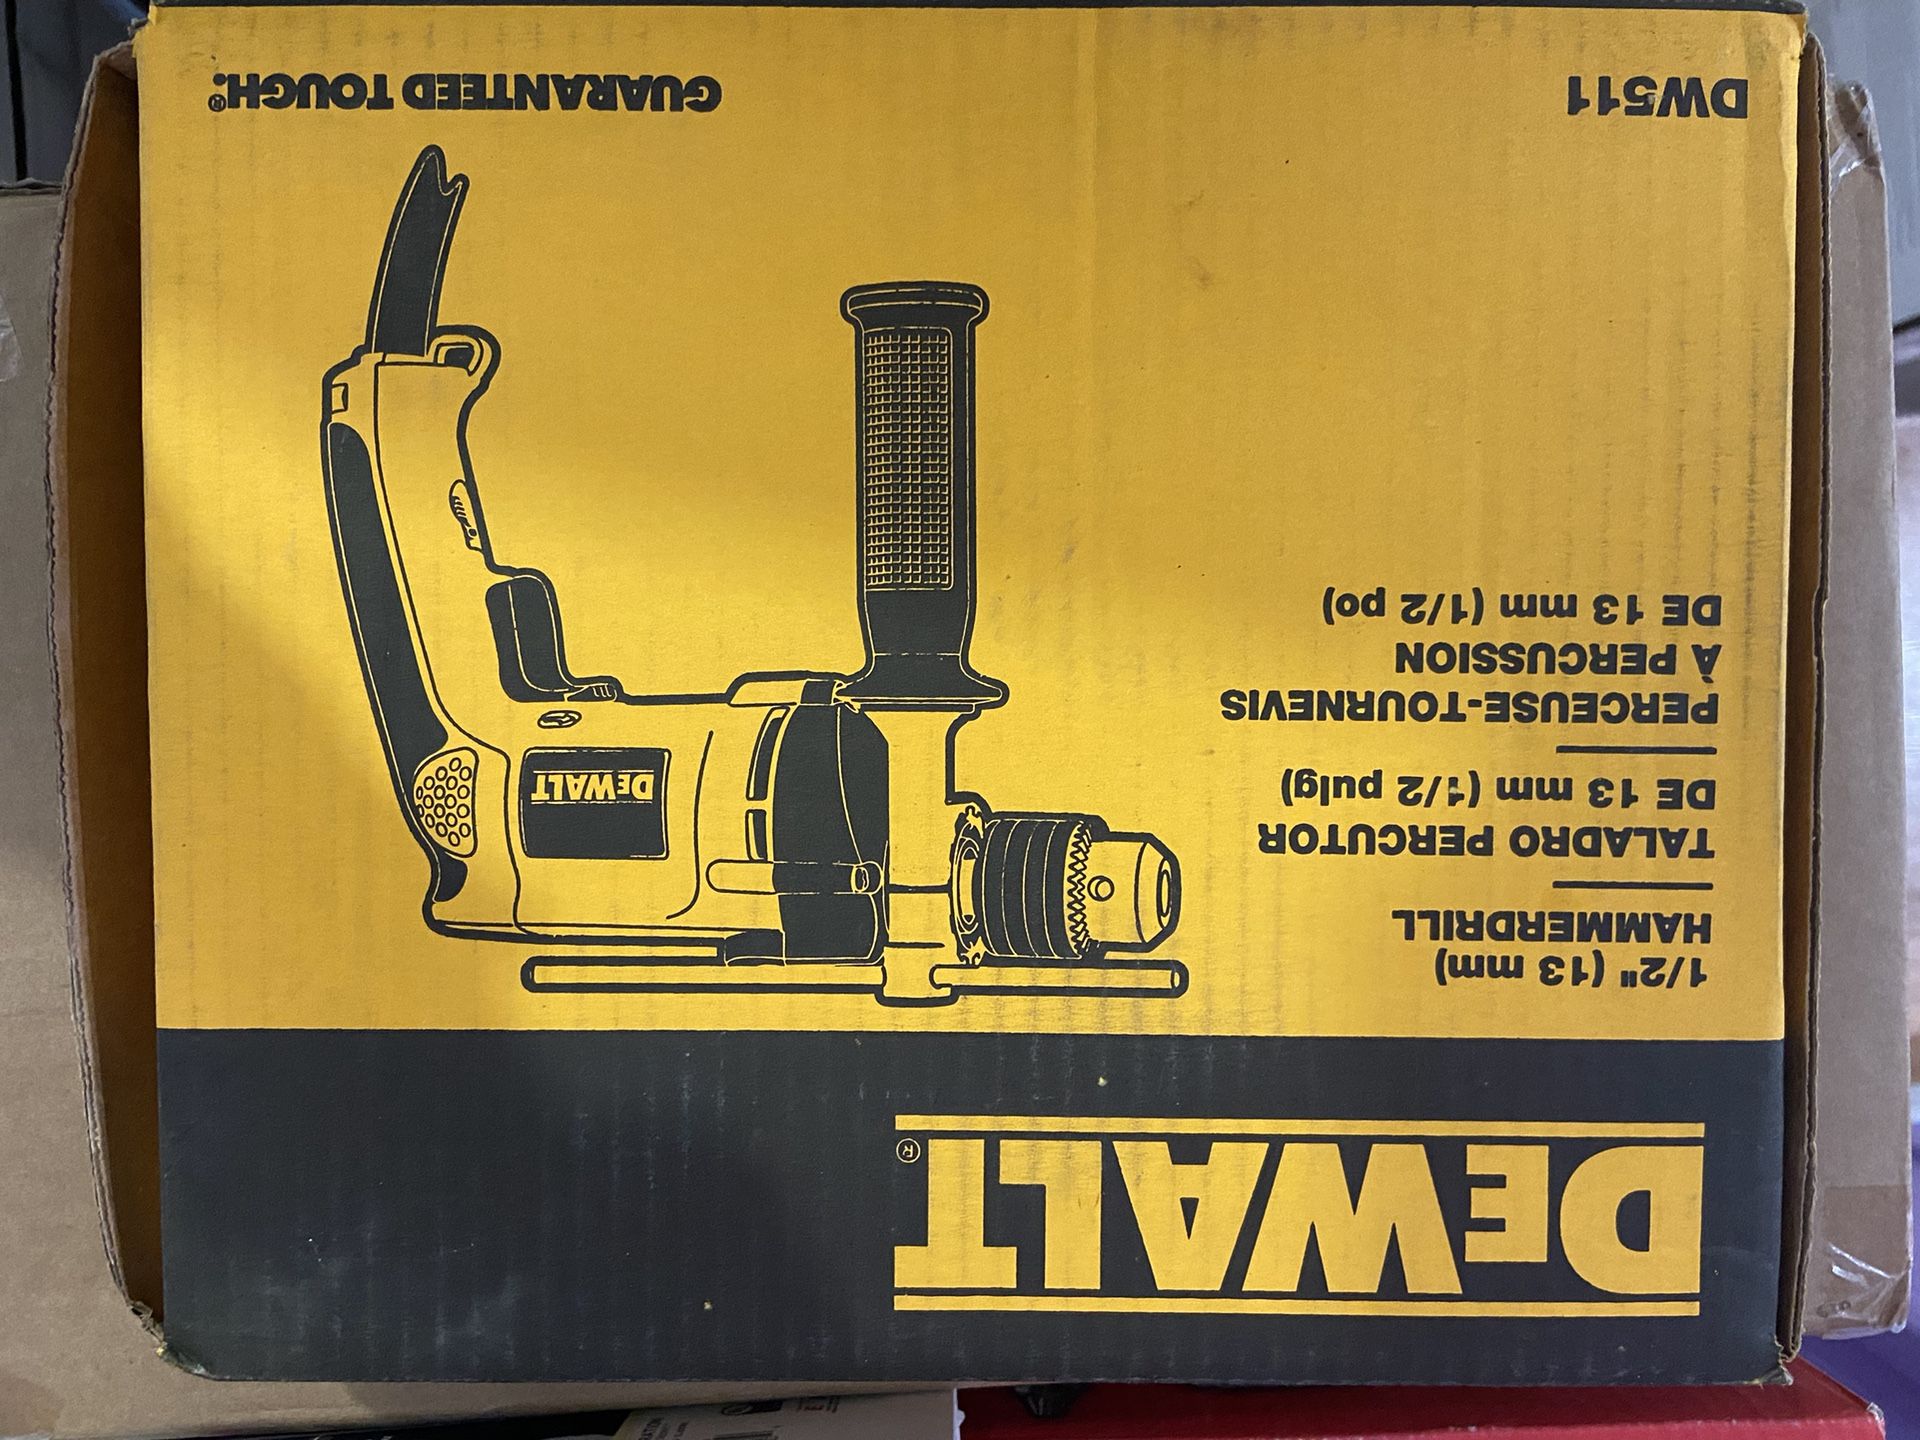 DEWALT®
1/2" (13 mm)
HAMMERDRILL
TALADRO PERCUTOR
DE 13 mm (1/2 pulg)
PERCEUSE-TOURNEVIS
À PERCUSSION
DE 13 mm (1/2 po)
DEWALT
DW511
GUARANTEED TOUGH.®